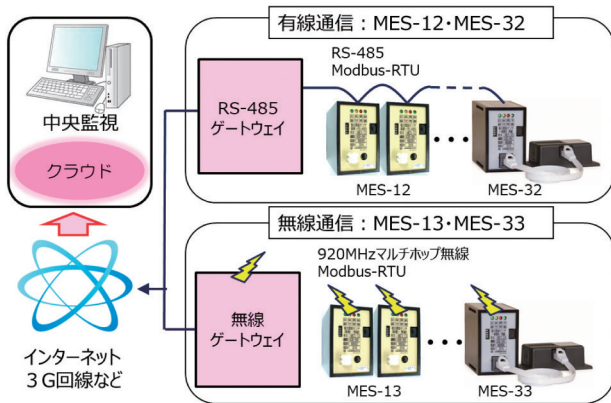 有線通信：MES-12・MES-32
RS-485
Modbus-RTU
RS-485
ゲートウェイ
MES-12
MES-32
中央監視
クラウド
インターネット
３G回線など
無線通信：MES-13・MES-33
920MHzマルチホップ無線
Modbus-RTU
無線
ゲートウェイ
MES-13
MES-33